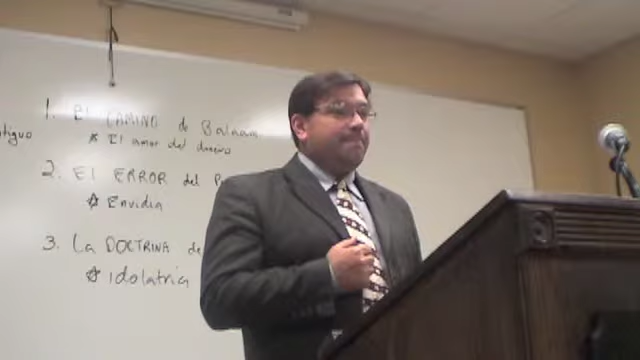 1. El CAMINO de Balaam
* El amor del dinero
tiguo
2. El ERROR del P
* Envidia
3. La DOCTRINA de
* idolatria